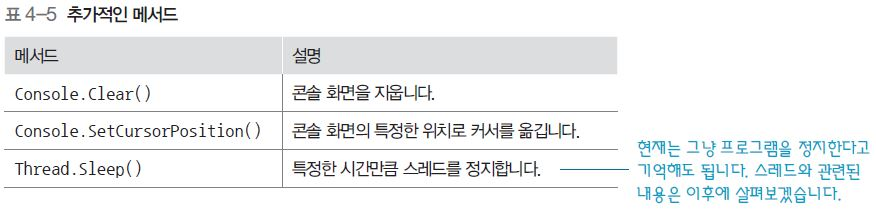 표 4-5 추가적인 메서드
메서드 설명
Console.Clear() 콘솔 화면을 지웁니다.
Console.SetCursorPosition() 콘솔 화면의 특정한 위치로 커서를 옮깁니다.
Thread.Sleep() 특정한 시간만큼 스레드를 정지합니다.
현재는 그냥 프로그램을 정지한다고
기억해도 됩니다. 스레드와 관련된
내용은 이후에 살펴보겠습니다.